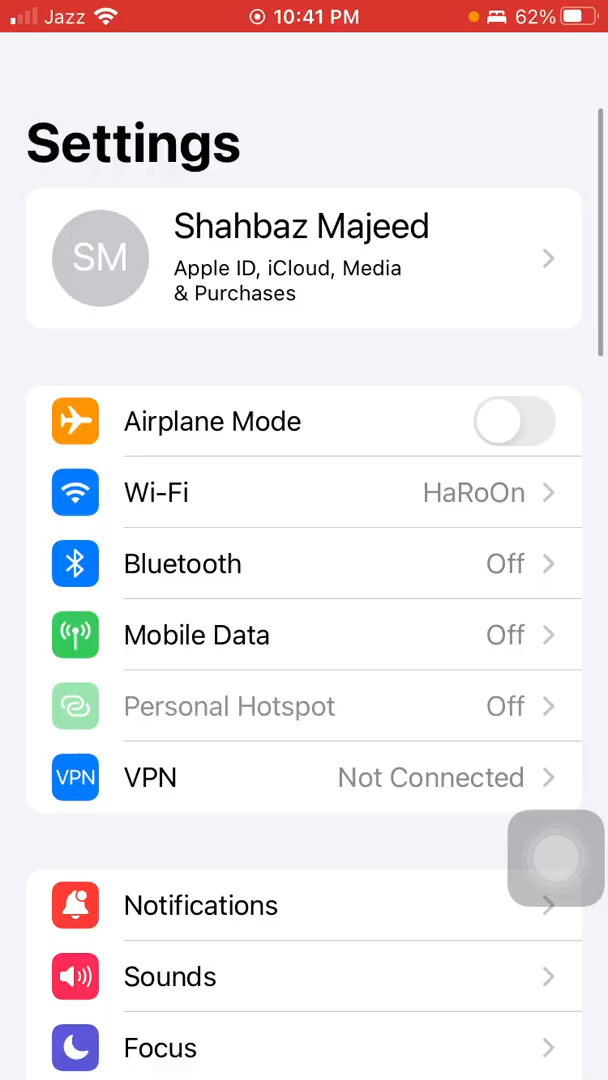 Jazz 10:41 PM 62%
Settings
SM
Shahbaz Majeed
Apple ID, iCloud, Media
& Purchases
Airplane Mode
Wi-Fi HaRoOn
Bluetooth Off
Mobile Data Off
Personal Hotspot Off
VPN VPN Not Connected
Notifications
Sounds
Focus